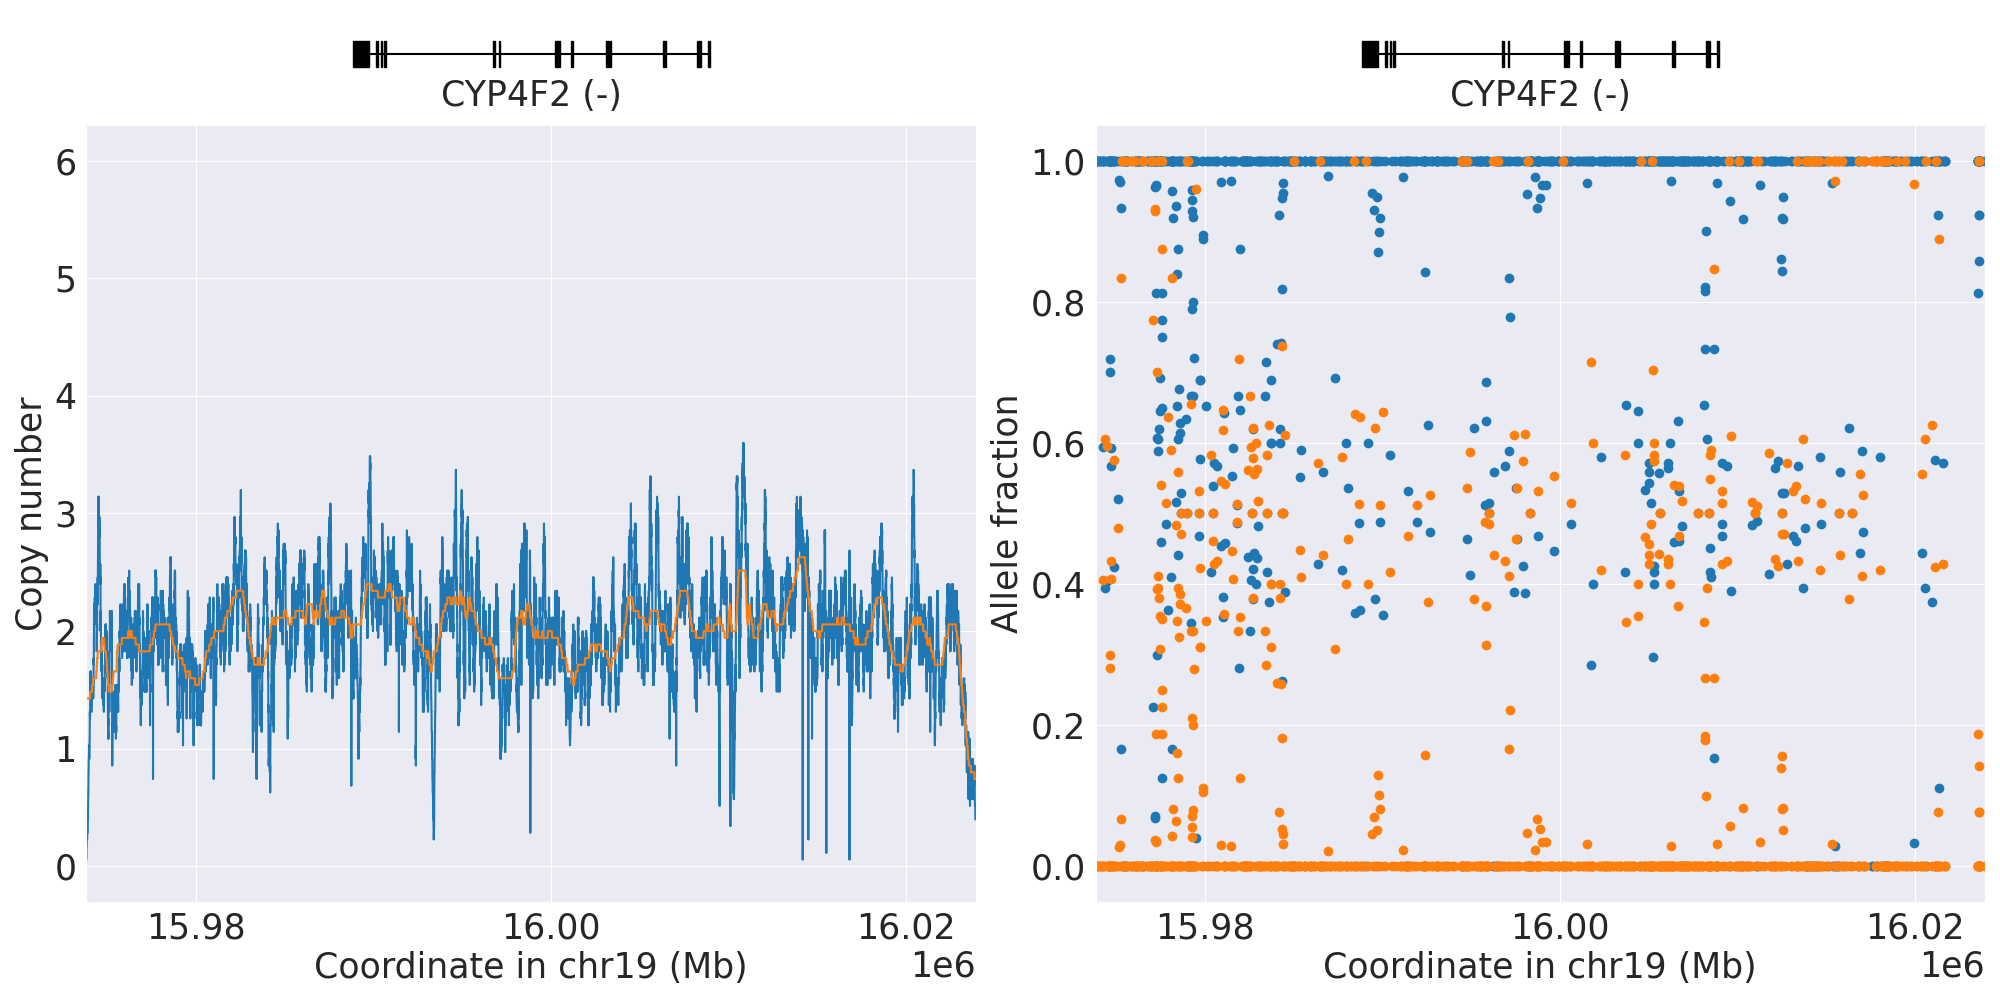 CYP4F2 (-)
CYP4F2 (-)
Copy number
6
5
4
3
2
1
0
15.98
16.00
16.02
Coordinate in chr19 (Mb)
1e6
Allele fraction
1.0
0.8
0.6
0.4
0.2
0.0
15.98
16.00
16.02
Coordinate in chr19 (Mb)
1e6